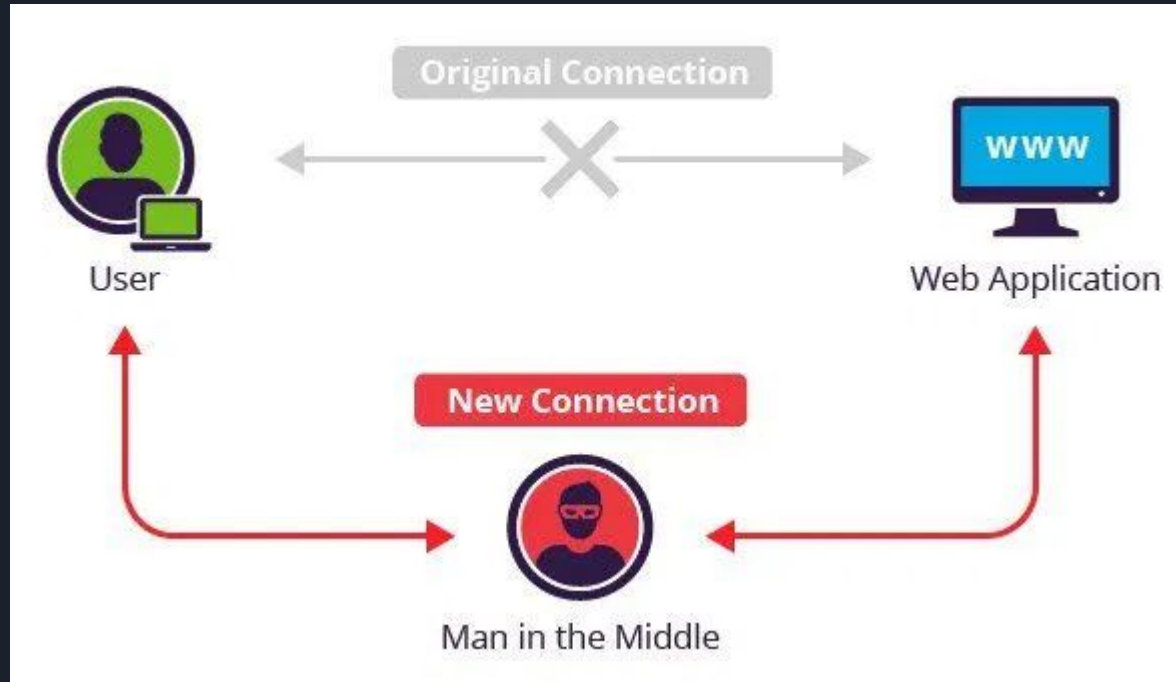 Original Connection
www
User
Web Application
New Connection
Man in the Middle